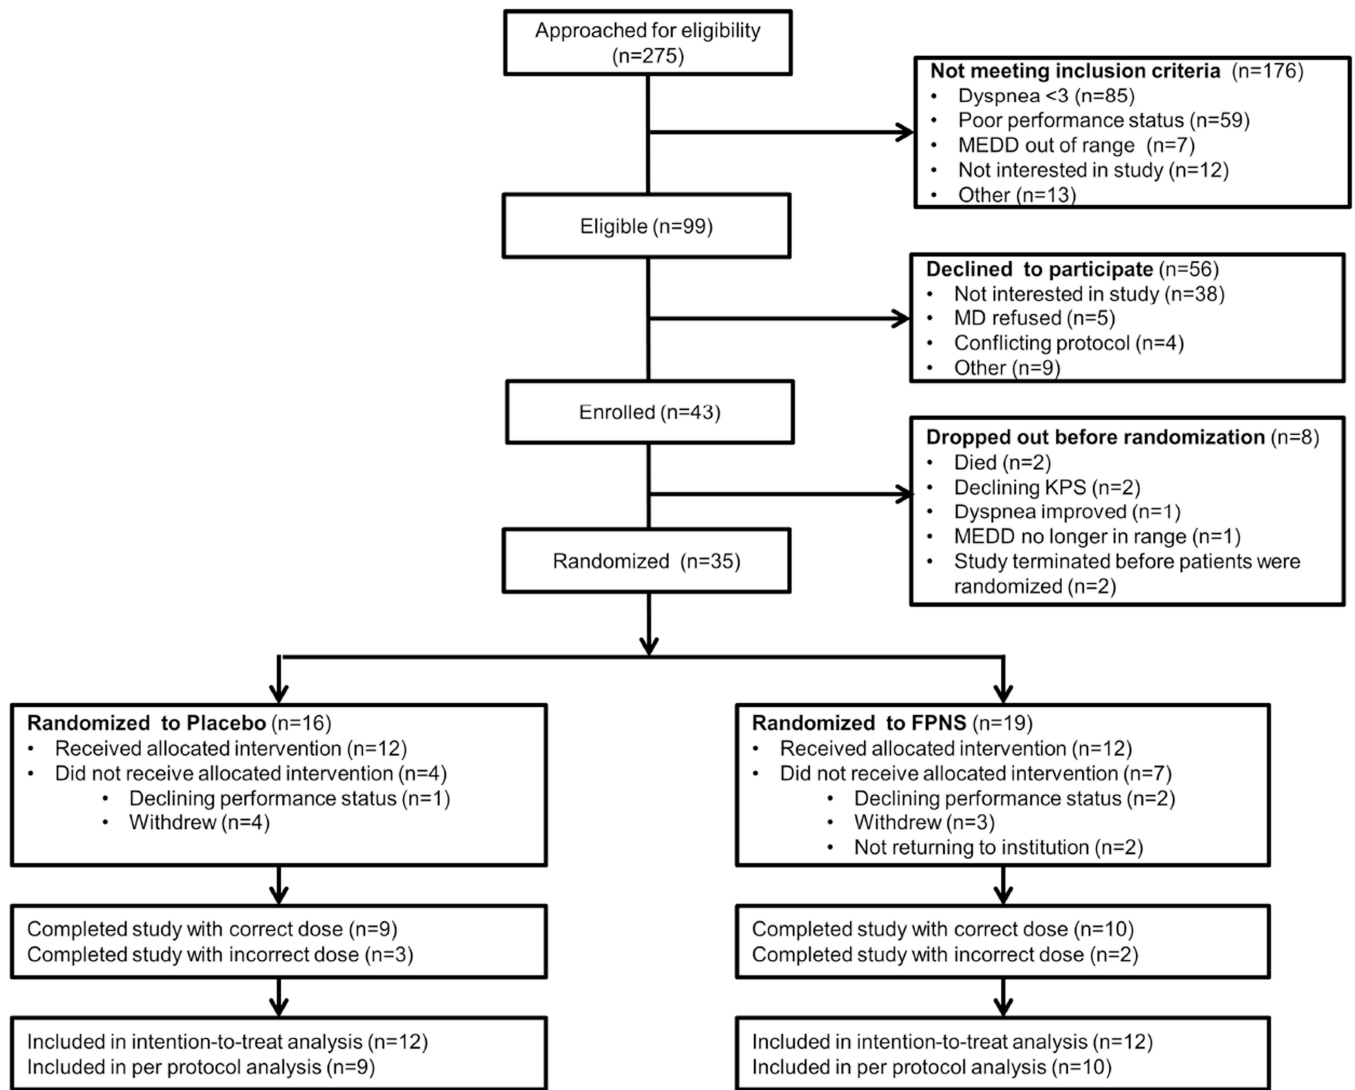 Approached for eligibility
(n=275)
Not meeting inclusion criteria (n=176)
• Dyspnea <3 (n=85)
• Poor performance status (n=59)
• MEDD out of range (n=7)
• Not interested in study (n=12)
• Other (n=13)
Eligible (n=99)
Declined to participate (n=56)
• Not interested in study (n=38)
• MD refused (n=5)
• Conflicting protocol (n=4)
• Other (n=9)
Enrolled (n=43)
Dropped out before randomization (n=8)
• Died (n=2)
• Declining KPS (n=2)
• Dyspnea improved (n=1)
• MEDD no longer in range (n=1)
• Study terminated before patients were
randomized (n=2)
Randomized (n=35)
Randomized to Placebo (n=16)
• Received allocated intervention (n=12)
• Did not receive allocated intervention (n=4)
• Declining performance status (n=1)
• Withdrew (n=4)
Randomized to FPNS (n=19)
• Received allocated intervention (n=12)
• Did not receive allocated intervention (n=7)
• Declining performance status (n=2)
• Withdrew (n=3)
• Not returning to institution (n=2)
Completed study with correct dose (n=9)
Completed study with incorrect dose (n=3)
Completed study with correct dose (n=10)
Completed study with incorrect dose (n=2)
Included in intention-to-treat analysis (n=12)
Included in per protocol analysis (n=9)
Included in intention-to-treat analysis (n=12)
Included in per protocol analysis (n=10)